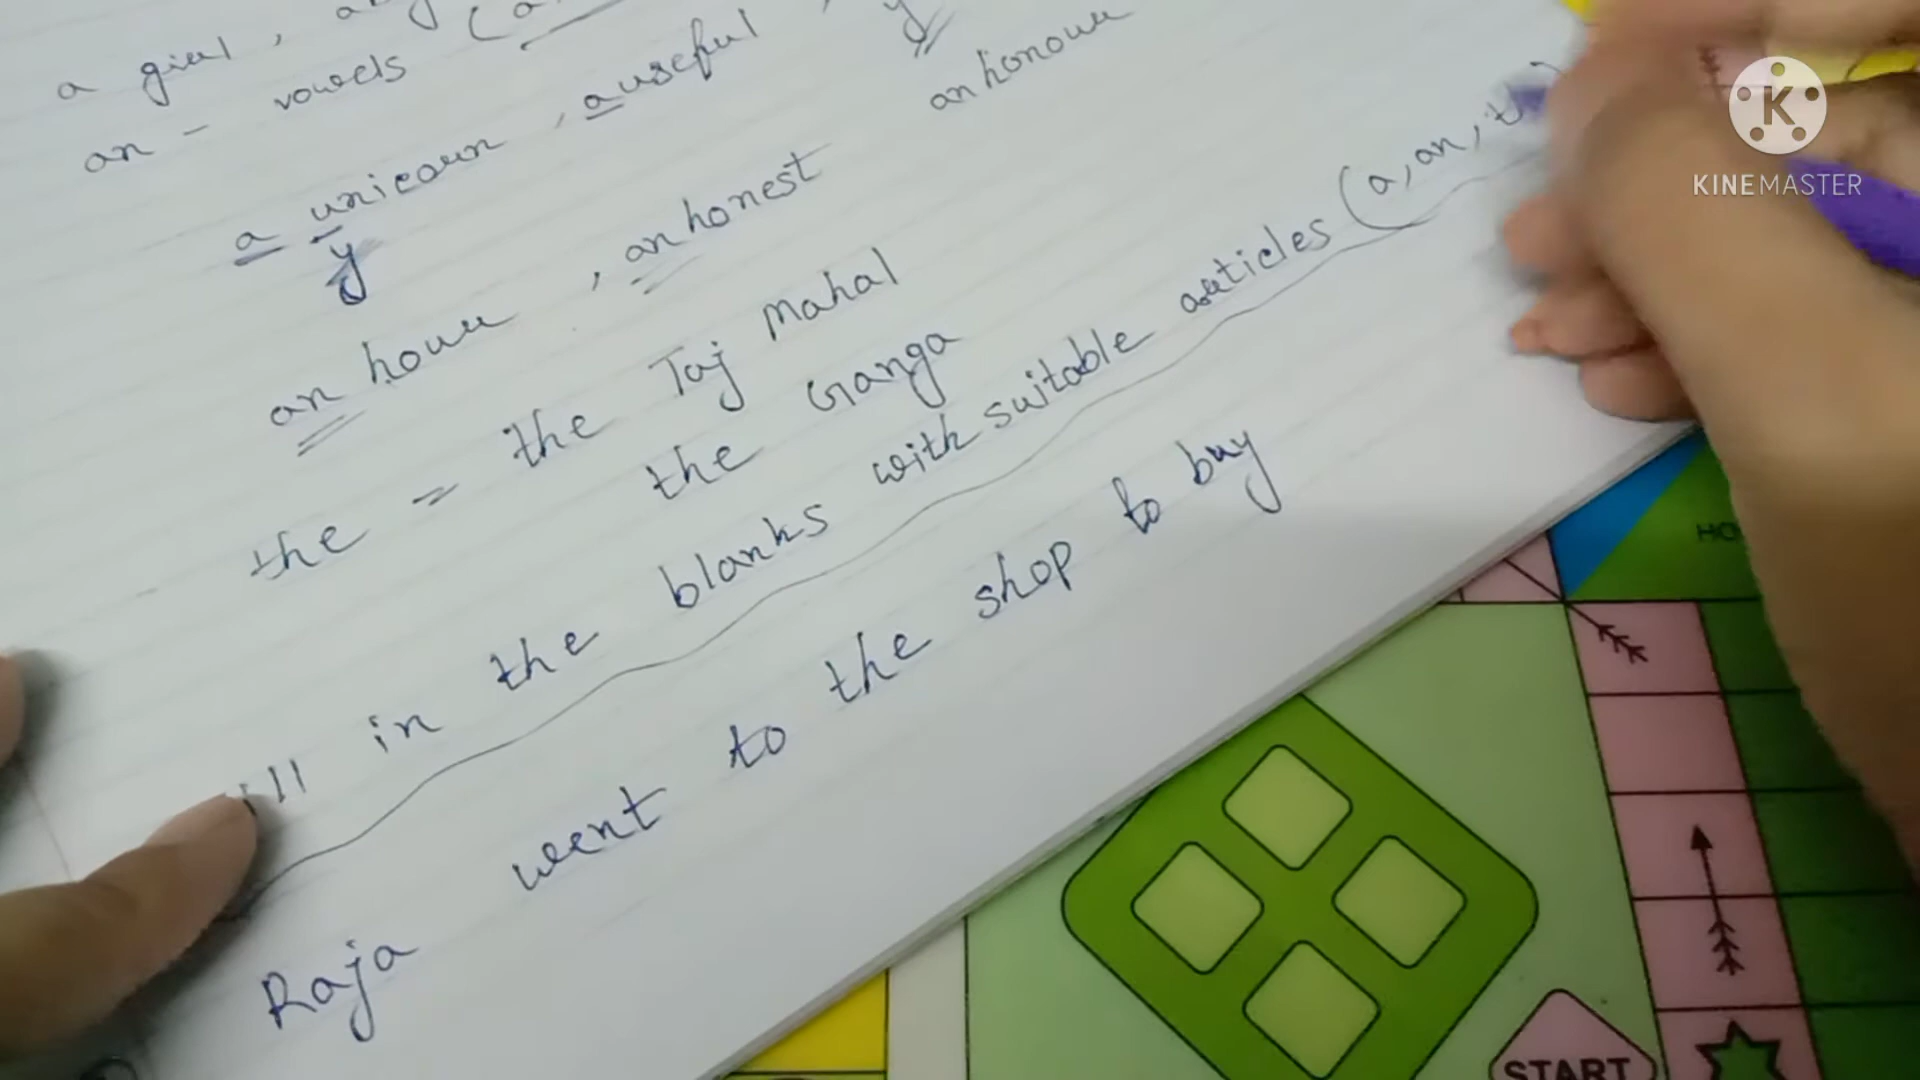 a girl ,
an - vowels (a
a unicorn , a useful
y
y
an hour , an honest
an honour
the = the Taj Mahal
the Ganga
ill in the blanks with suitable articles (a, an,
Raja went to the shop to buy
KINEMASTER
START